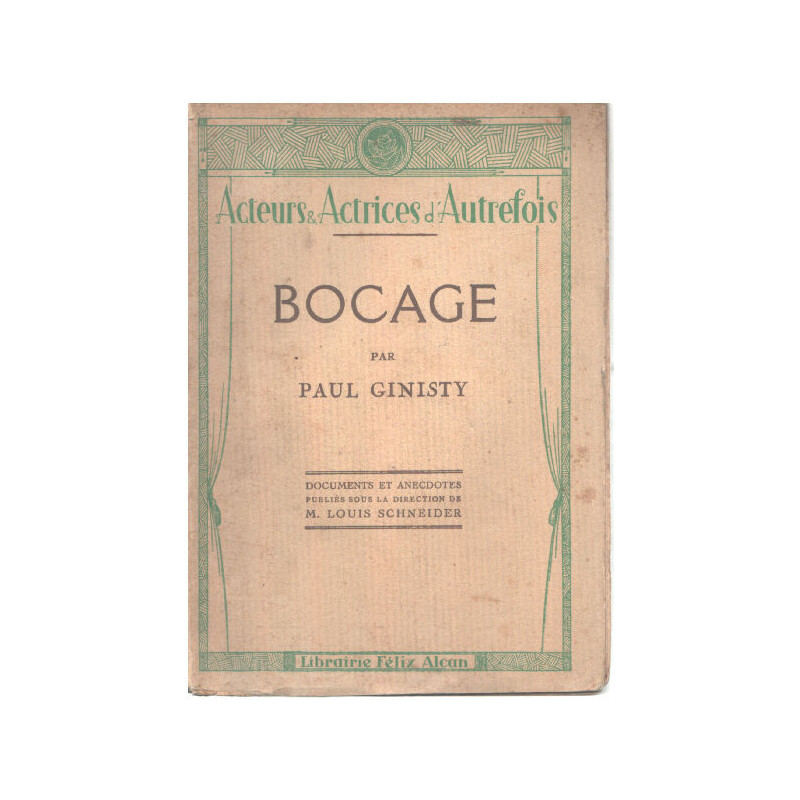 Acteurs & Actrices d'Autrefois
BOCAGE
PAR
PAUL GINISTY
DOCUMENTS ET ANECDOTES
PUBLIÉS SOUS LA DIRECTION DE
M. LOUIS SCHNEIDER
Librairie Félix Alcan